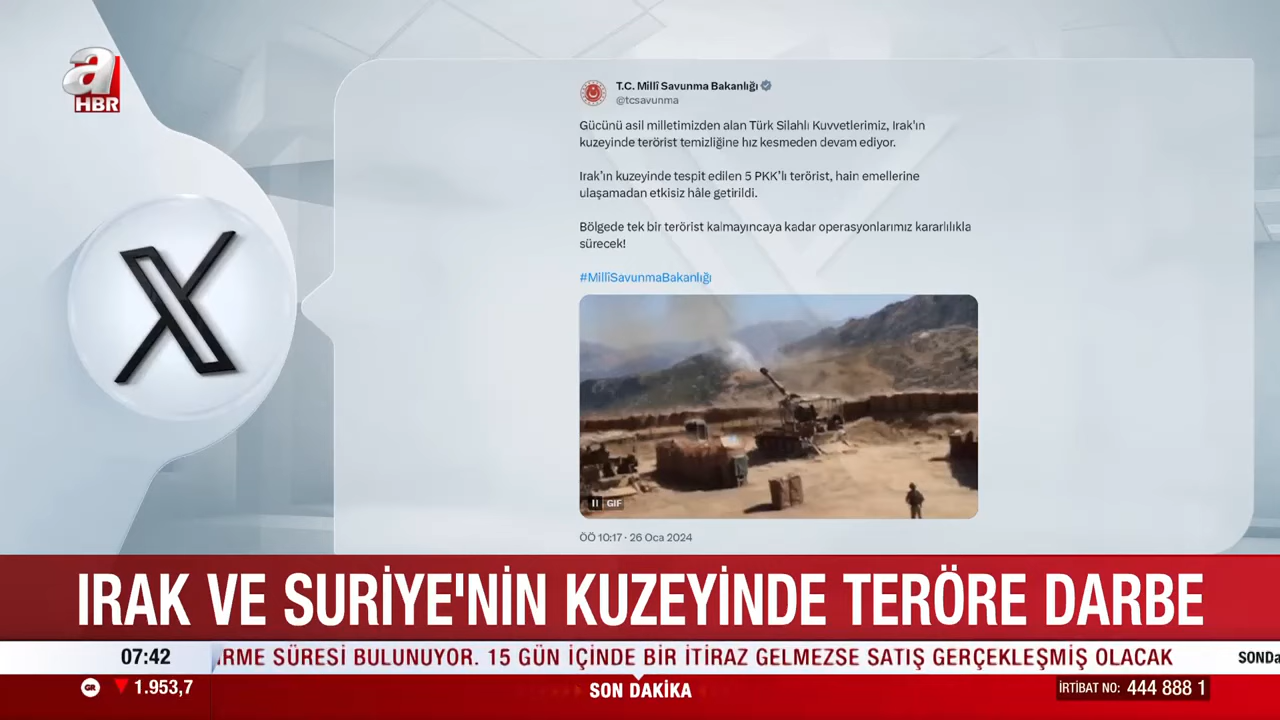 a
HBR
T.C. Millî Savunma Bakanlığı
@tcsavunma
Gücünü asil milletimizden alan Türk Silahlı Kuvvetlerimiz, Irak'ın
kuzeyinde terörist temizliğine hız kesmeden devam ediyor.
Irak'ın kuzeyinde tespit edilen 5 PKK'lı terörist, hain emellerine
ulaşamadan etkisiz hâle getirildi.
Bölgede tek bir terörist kalmayıncaya kadar operasyonlarımız kararlılıkla
sürecek!
#MillîSavunmaBakanlığı
GIF
ÖÖ 10:17 · 26 Oca 2024
IRAK VE SURİYE'NİN KUZEYİNDE TERÖRE DARBE
07:42 İRME SÜRESİ BULUNUYOR. 15 GÜN İÇİNDE BİR İTİRAZ GELMEZSE SATIŞ GERÇEKLEŞMİŞ OLACAK SONDa
GR 1.953,7 SON DAKİKA İRTİBAT NO: 444 888 1